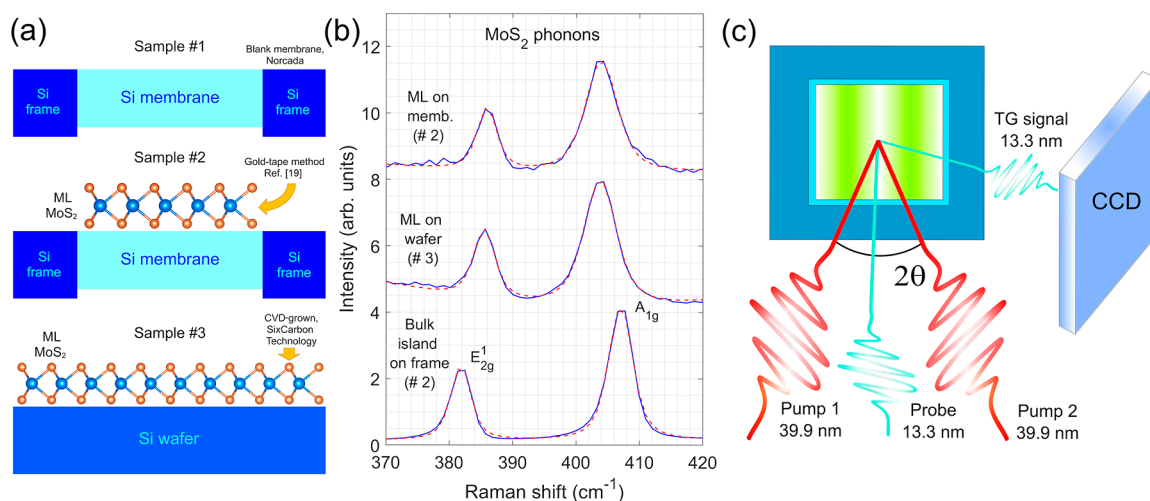 (a)
Sample #1
Blank membrane,
Norcada
Si
frame
Si membrane
Si
frame
Sample #2
Gold-tape method
Ref. [19]
ML
MoS2
Si
frame
Si membrane
Si
frame
Sample #3
CVD-grown,
SixCarbon
Technology
ML
MoS2
Si wafer
(b)
MoS2 phonons
Intensity (arb. units)
12
10
8
6
4
2
0
ML on
memb.
(# 2)
ML on
wafer
(# 3)
Bulk
island
on frame
(# 2)
E¹2g
A1g
370
380
390
400
410
420
Raman shift (cm⁻¹)
(c)
TG signal
13.3 nm
CCD
2θ
Pump 1
39.9 nm
Probe
13.3 nm
Pump 2
39.9 nm